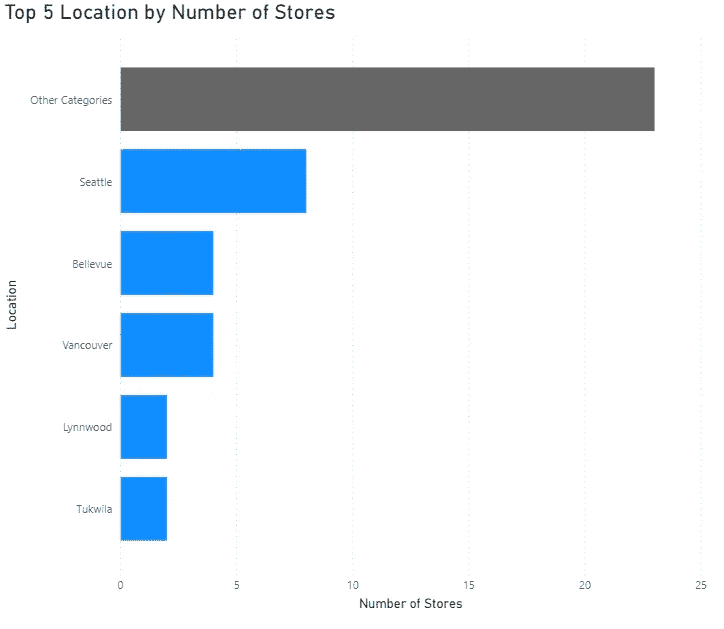 Top 5 Location by Number of Stores
Other Categories
Seattle
Bellevue
Vancouver
Lynnwood
Tukwila
Location
0 5 10 15 20 25
Number of Stores